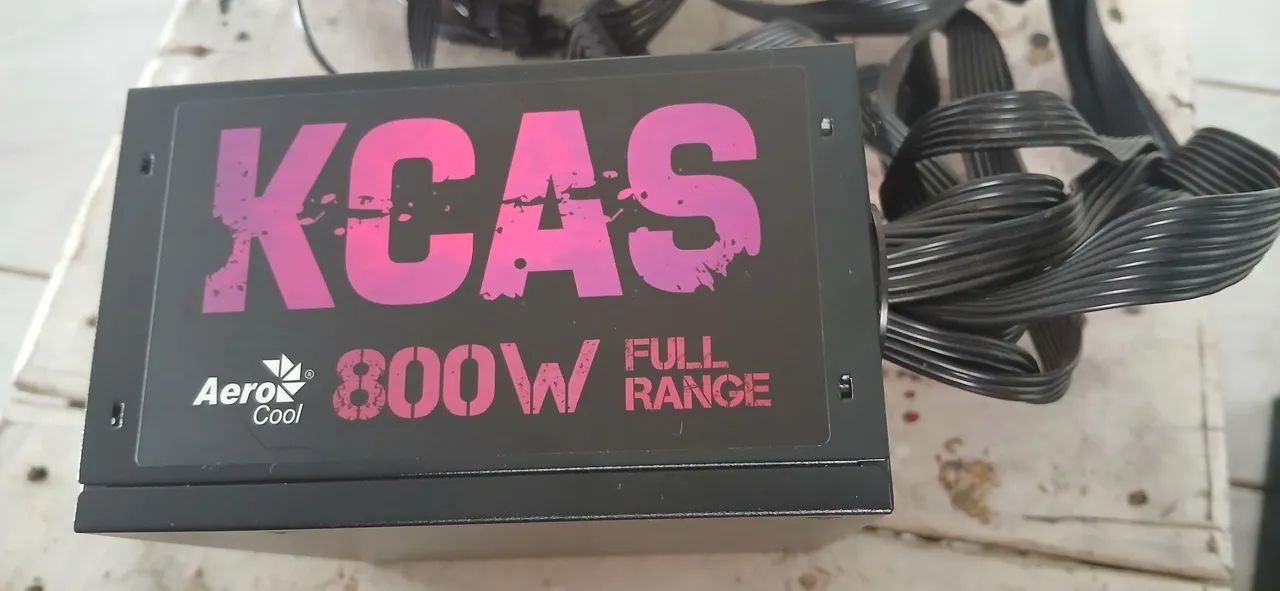 KCAS
Aero
Cool
®
800W
FULL
RANGE